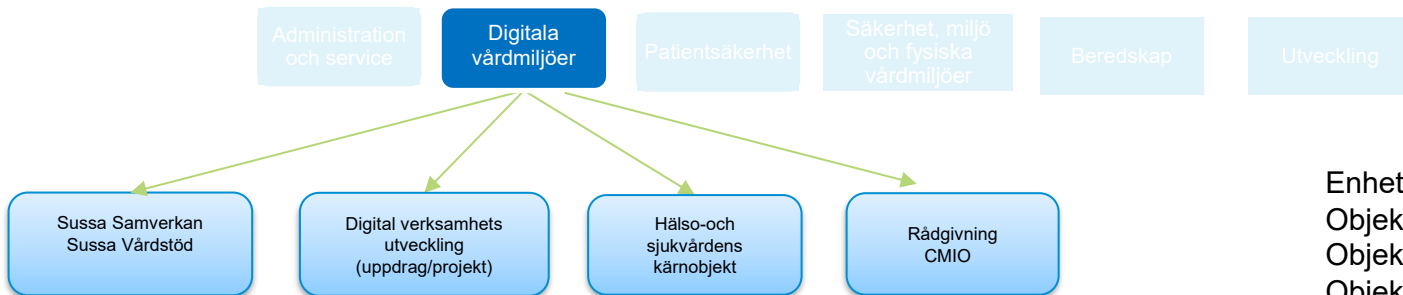 Administration
och service
Digitala
vårdmiljöer
Patientsäkerhet
Säkerhet, miljö
och fysiska
vårdmiljöer
Beredskap
Utveckling
Sussa Samverkan
Sussa Vårdstöd
Digital verksamhets
utveckling
(uppdrag/projekt)
Hälso-och
sjukvårdens
kärnobjekt
Rådgivning
CMIO
Enhet
Objek
Objek
Objek